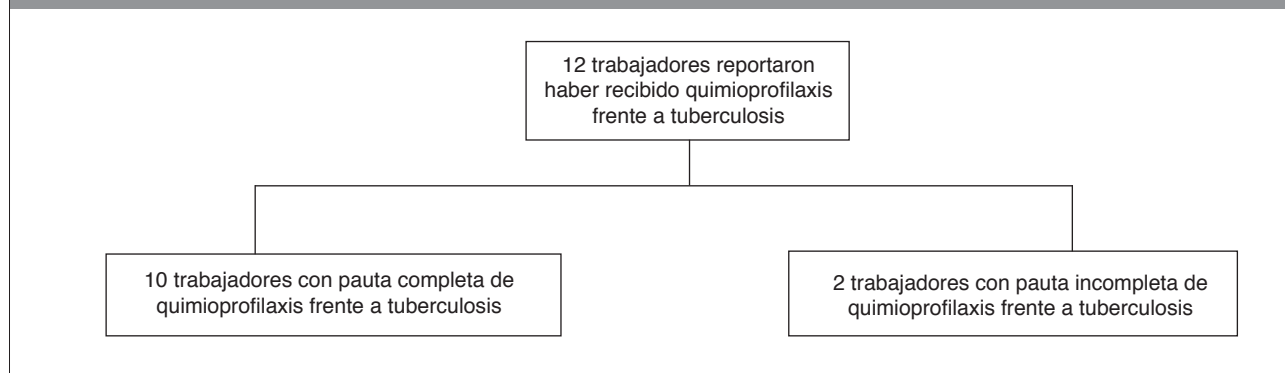 12 trabajadores reportaron
haber recibido quimioprofilaxis
frente a tuberculosis
10 trabajadores con pauta completa de
quimioprofilaxis frente a tuberculosis
2 trabajadores con pauta incompleta de
quimioprofilaxis frente a tuberculosis